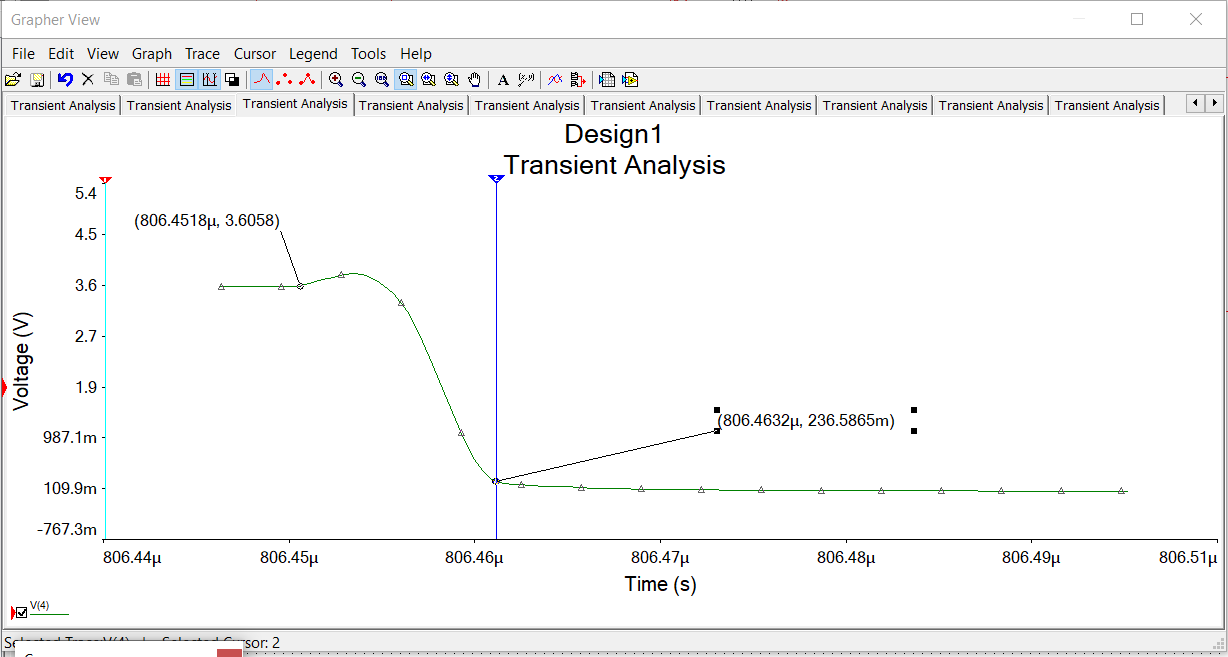 Grapher View
File Edit View Graph Trace Cursor Legend Tools Help
Transient Analysis Transient Analysis Transient Analysis Transient Analysis Transient Analysis Transient Analysis Transient Analysis Transient Analysis Transient Analysis Transient Analysis
Design1
Transient Analysis
5.4
(806.4518µ, 3.6058)
4.5
3.6
2.7
Voltage (V)
1.9
(806.4632µ, 236.5865m)
987.1m
109.9m
-767.3m
806.44µ 806.45µ 806.46µ 806.47µ 806.48µ 806.49µ 806.51µ
Time (s)
V(4)
Selected Trace:V(4) | Selected Cursor: 2